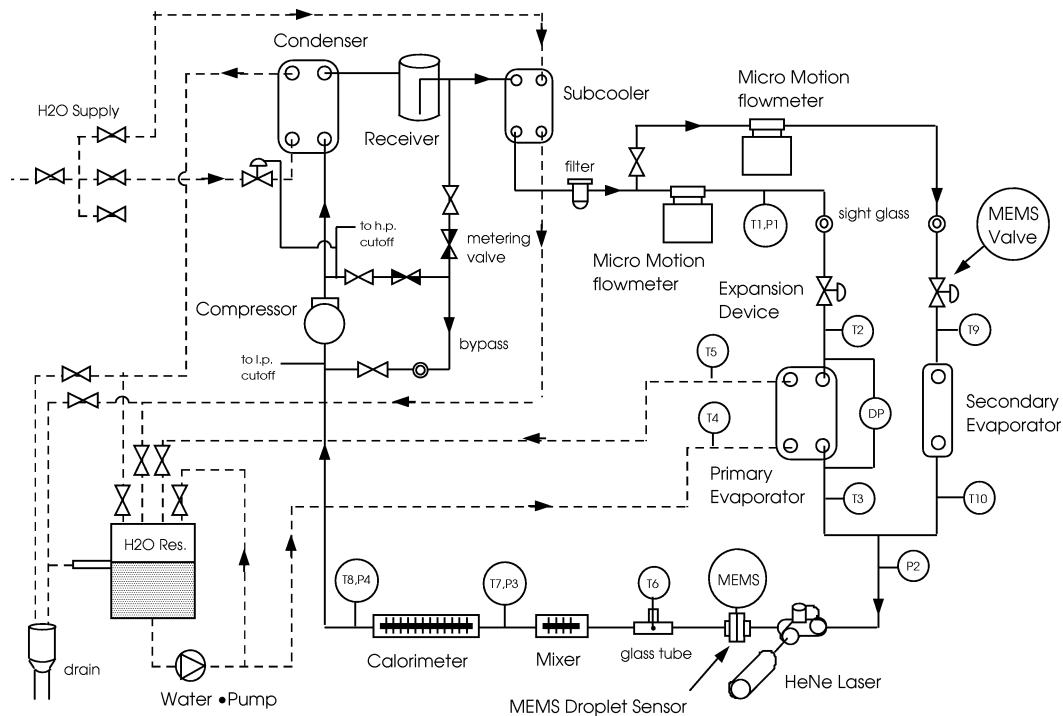 Condenser
H2O Supply
Receiver
Subcooler
Micro Motion
flowmeter
filter
T1,P1
sight glass
MEMS
Valve
to h.p.
cutoff
metering
valve
Micro Motion
flowmeter
Expansion
Device
Compressor
bypass
to l.p.
cutoff
T2
T9
T5
T4
DP
Secondary
Evaporator
Primary
Evaporator
T3
T10
H2O Res.
P2
T8,P4
T7,P3
T6
MEMS
Calorimeter
Mixer
glass tube
HeNe Laser
MEMS Droplet Sensor
drain
Water •Pump